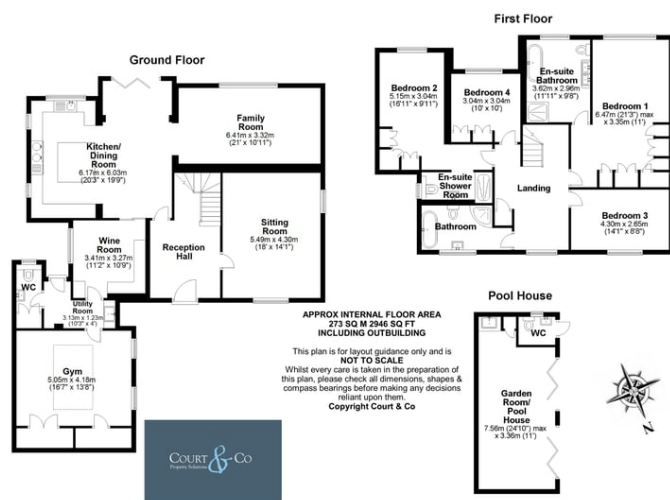 Ground Floor
Kitchen/
Dining
Room
6.17m x 6.03m
(20'3" x 19'9")
Family
Room
6.41m x 3.32m
(21' x 10'11")
Wine
Room
3.41m x 3.27m
(11'2" x 10'9")
Reception
Hall
Sitting
Room
5.49m x 4.30m
(18' x 14'1")
WC
Utility
Room
3.13m x 1.23m
(10'3" x 4')
Gym
5.05m x 4.18m
(16'7" x 13'8")
First Floor
Bedroom 2
5.15m x 3.04m
(16'11" x 9'11")
Bedroom 4
3.04m x 3.04m
(10' x 10')
En-suite
Bathroom
3.62m x 2.96m
(11'11" x 9'8")
Bedroom 1
6.47m (21'3") max
x 3.35m (11')
En-suite
Shower
Room
Landing
Bathroom
Bedroom 3
4.30m x 2.65m
(14'1" x 8'8")
Pool House
WC
Garden
Room/
Pool
House
7.56m (24'10") max
x 3.36m (11')
APPROX INTERNAL FLOOR AREA
273 SQ M 2946 SQ FT
INCLUDING OUTBUILDING
This plan is for layout guidance only and is
NOT TO SCALE
Whilst every care is taken in the preparation of
this plan, please check all dimensions, shapes &
compass bearings before making any decisions
reliant upon them.
Copyright Court & Co
COURT & CO
Property Solutions
N